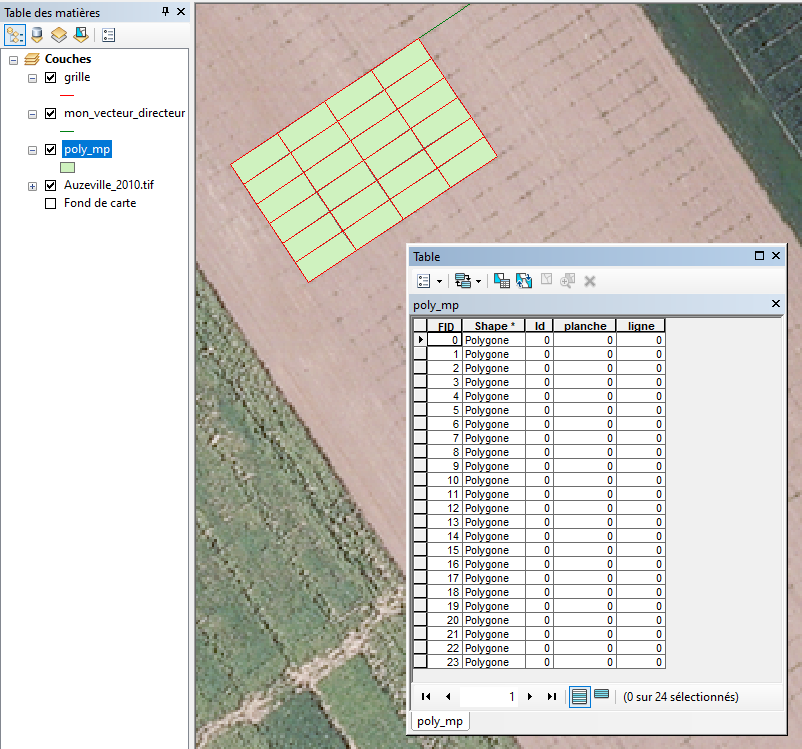 Table des matières
Couches
grille
mon_vecteur_directeur
poly_mp
Auzeville_2010.tif
Fond de carte
Table
poly_mp
FID Shape * Id planche ligne
0 Polygone 0 0 0
1 Polygone 0 0 0
2 Polygone 0 0 0
3 Polygone 0 0 0
4 Polygone 0 0 0
5 Polygone 0 0 0
6 Polygone 0 0 0
7 Polygone 0 0 0
8 Polygone 0 0 0
9 Polygone 0 0 0
10 Polygone 0 0 0
11 Polygone 0 0 0
12 Polygone 0 0 0
13 Polygone 0 0 0
14 Polygone 0 0 0
15 Polygone 0 0 0
16 Polygone 0 0 0
17 Polygone 0 0 0
18 Polygone 0 0 0
19 Polygone 0 0 0
20 Polygone 0 0 0
21 Polygone 0 0 0
22 Polygone 0 0 0
23 Polygone 0 0 0
1 (0 sur 24 sélectionnés)
poly_mp